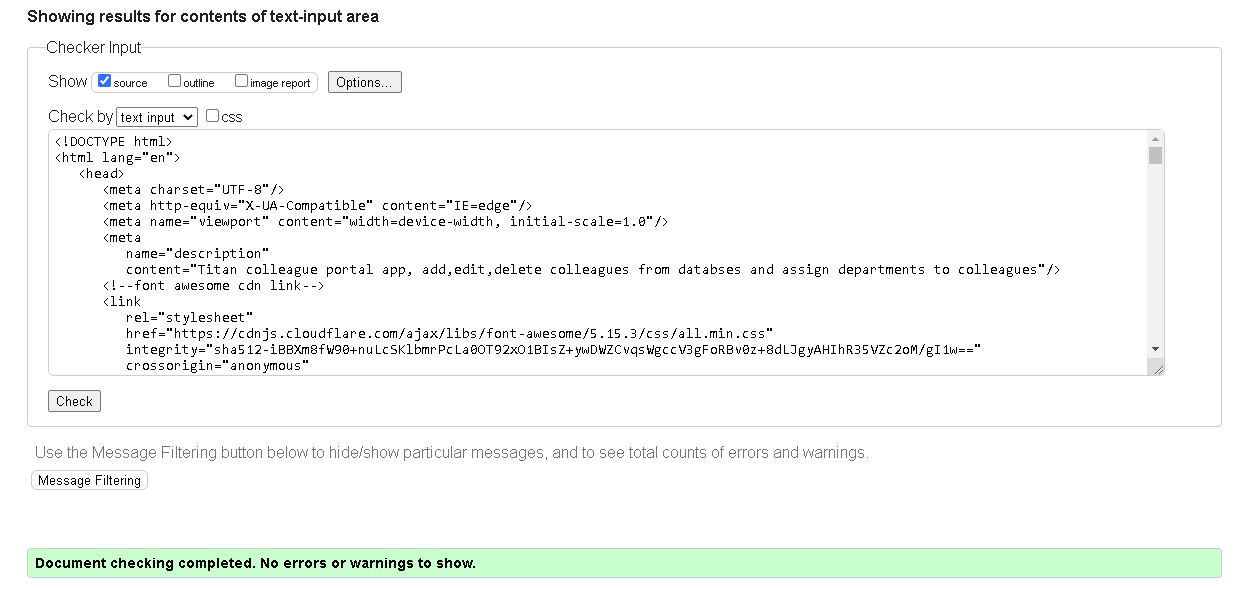 Showing results for contents of text-input area
Checker Input
Show source outline image report Options...
Check by text input css
<!DOCTYPE html>
<html lang="en">
<head>
<meta charset="UTF-8"/>
<meta http-equiv="X-UA-Compatible" content="IE=edge"/>
<meta name="viewport" content="width=device-width, initial-scale=1.0"/>
<meta
name="description"
content="Titan colleague portal app, add,edit,delete colleagues from databses and assign departments to colleagues"/>
<!--font awesome cdn link-->
<link
rel="stylesheet"
href="https://cdnjs.cloudflare.com/ajax/libs/font-awesome/5.15.3/css/all.min.css"
integrity="sha512-iBBXm8fW90+nuLcSKlbmrPcLa0OT92xO1BIsZ+ywDWZCvqsWgccV3gFoRBv0z+8dLJgyAHIhR35VZc2oM/gI1w=="
crossorigin="anonymous"
Check
Use the Message Filtering button below to hide/show particular messages, and to see total counts of errors and warnings.
Message Filtering
Document checking completed. No errors or warnings to show.